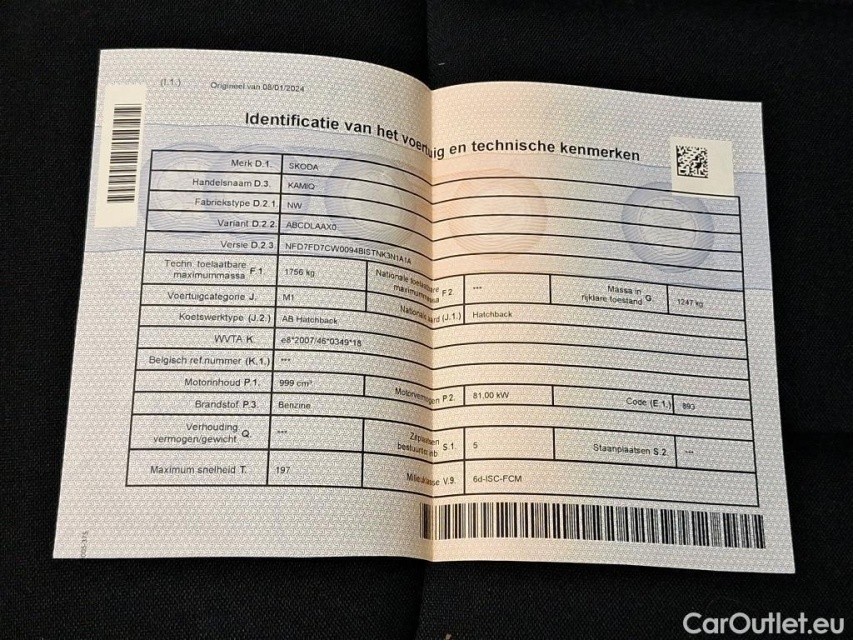 (I.1.) Origineel van 08/01/2024
Identificatie van het voertuig en technische kenmerken
Merk D.1. SKODA
Handelsnaam D.3. KAMIQ
Fabriekstype D.2.1. NW
Variant D.2.2. ABCDLAAX0
Versie D.2.3. NFD7FD7CW0094BISTNK3N1A1A
Techn. toelaatbare maximummassa F.1. 1756 kg Nationale toelaatbare maximummassa F.2 *** Massa in rijklare toestand G. 1247 kg
Voertuigcategorie J. M1
Koetswerktype (J.2.) AB Hatchback Nationale aard (J.1.) Hatchback
WVTA K. e8*2007/46*0349*18
Belgisch ref.nummer (K.1.) ***
Motorinhoud P.1. 999 cm³ Motorvermogen P.2. 81.00 kW Code (E.1.) 893
Brandstof P.3. Benzine
Verhouding vermogen/gewicht Q. *** Zitplaatsen S.1. 5 Staanplaatsen S.2. ***
Maximum snelheid T. 197 Milieuklasse V.9. 6d-ISC-FCM
CarOutlet.eu